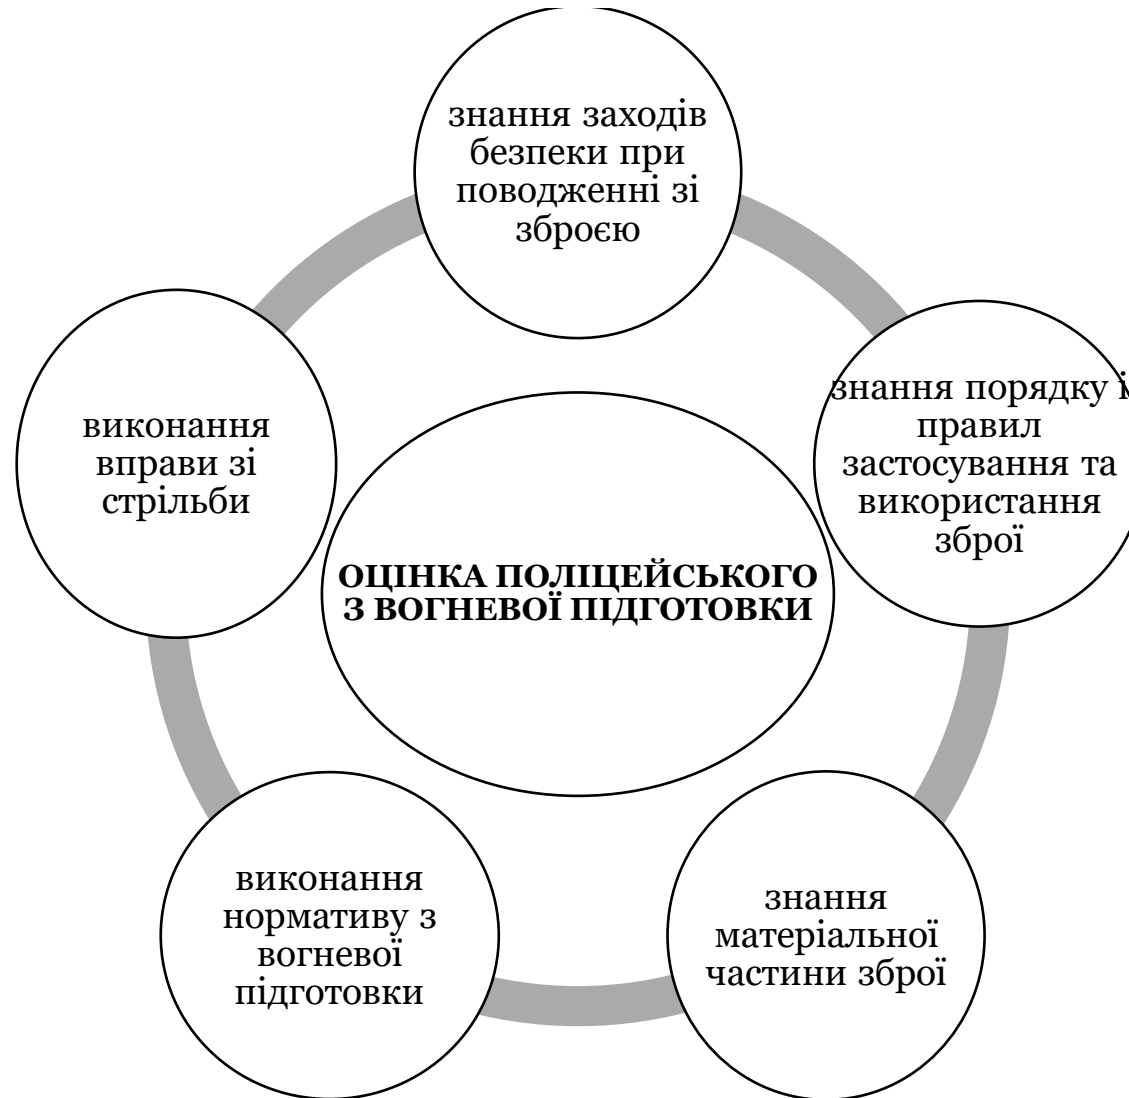 знання заходів
безпеки при
поводженні зі
зброєю
знання порядку і
правил
застосування та
використання
зброї
знання
матеріальної
частини зброї
виконання
нормативу з
вогневої
підготовки
виконання
вправи зі
стрільби
ОЦІНКА ПОЛІЦЕЙСЬКОГО
З ВОГНЕВОЇ ПІДГОТОВКИ